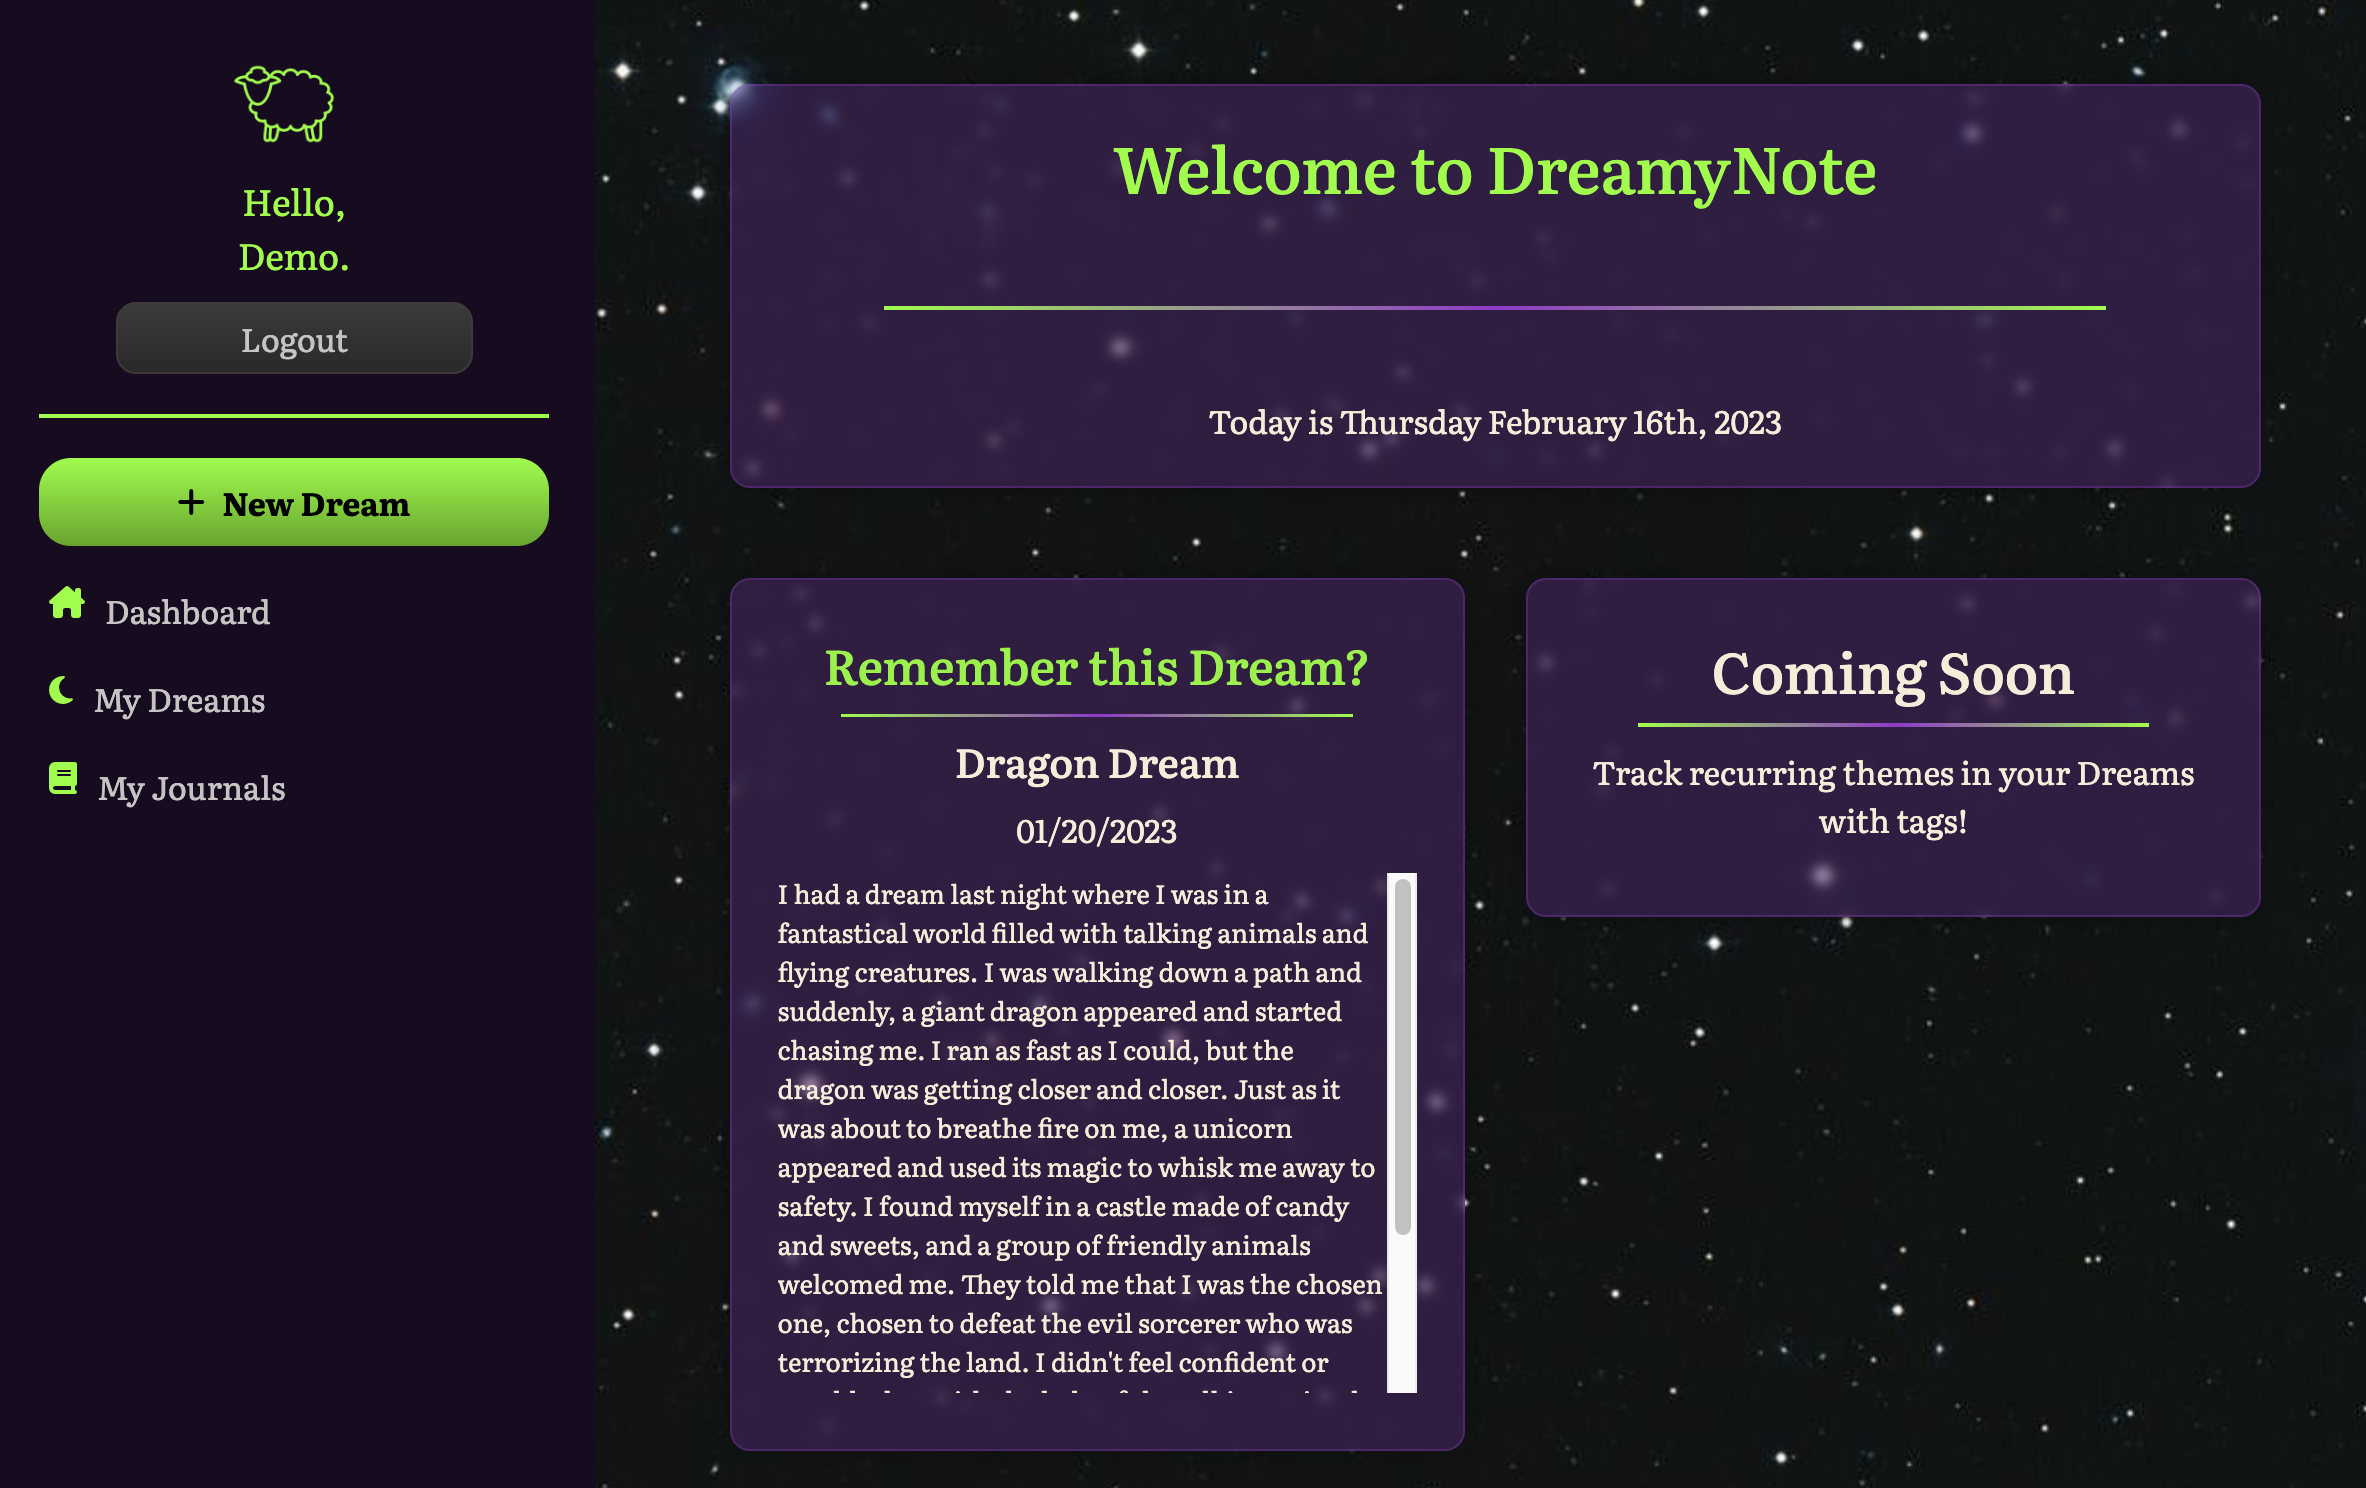 Hello,
Demo.
Logout
New Dream
Dashboard
My Dreams
My Journals
Welcome to DreamyNote
Today is Thursday February 16th, 2023
Remember this Dream?
Dragon Dream
01/20/2023
I had a dream last night where I was in a
fantastical world filled with talking animals and
flying creatures. I was walking down a path and
suddenly, a giant dragon appeared and started
chasing me. I ran as fast as I could, but the
dragon was getting closer and closer. Just as it
was about to breathe fire on me, a unicorn
appeared and used its magic to whisk me away to
safety. I found myself in a castle made of candy
and sweets, and a group of friendly animals
welcomed me. They told me that I was the chosen
one, chosen to defeat the evil sorcerer who was
terrorizing the land. I didn't feel confident or
Coming Soon
Track recurring themes in your Dreams
with tags!